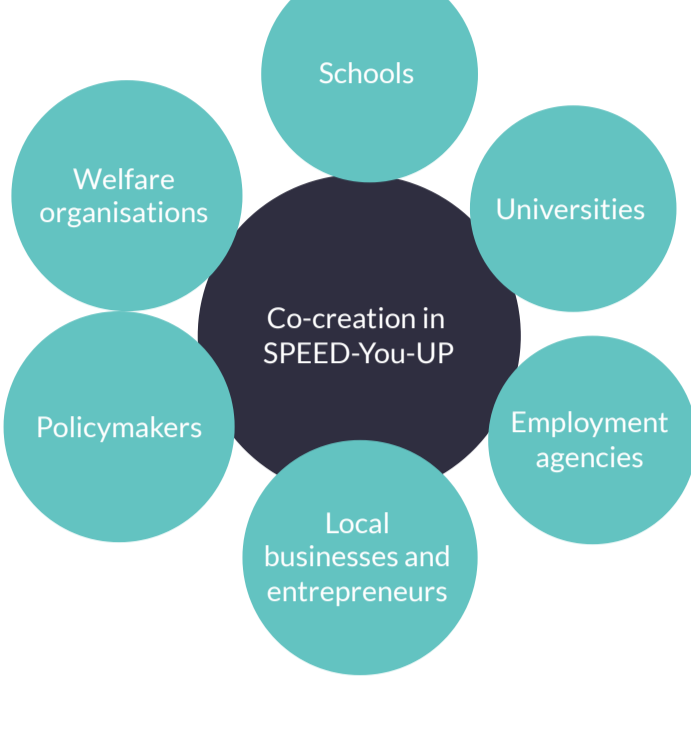 Schools
Welfare
organisations
Universities
Co-creation in
SPEED-You-UP
Policymakers
Employment
agencies
Local
businesses and
entrepreneurs